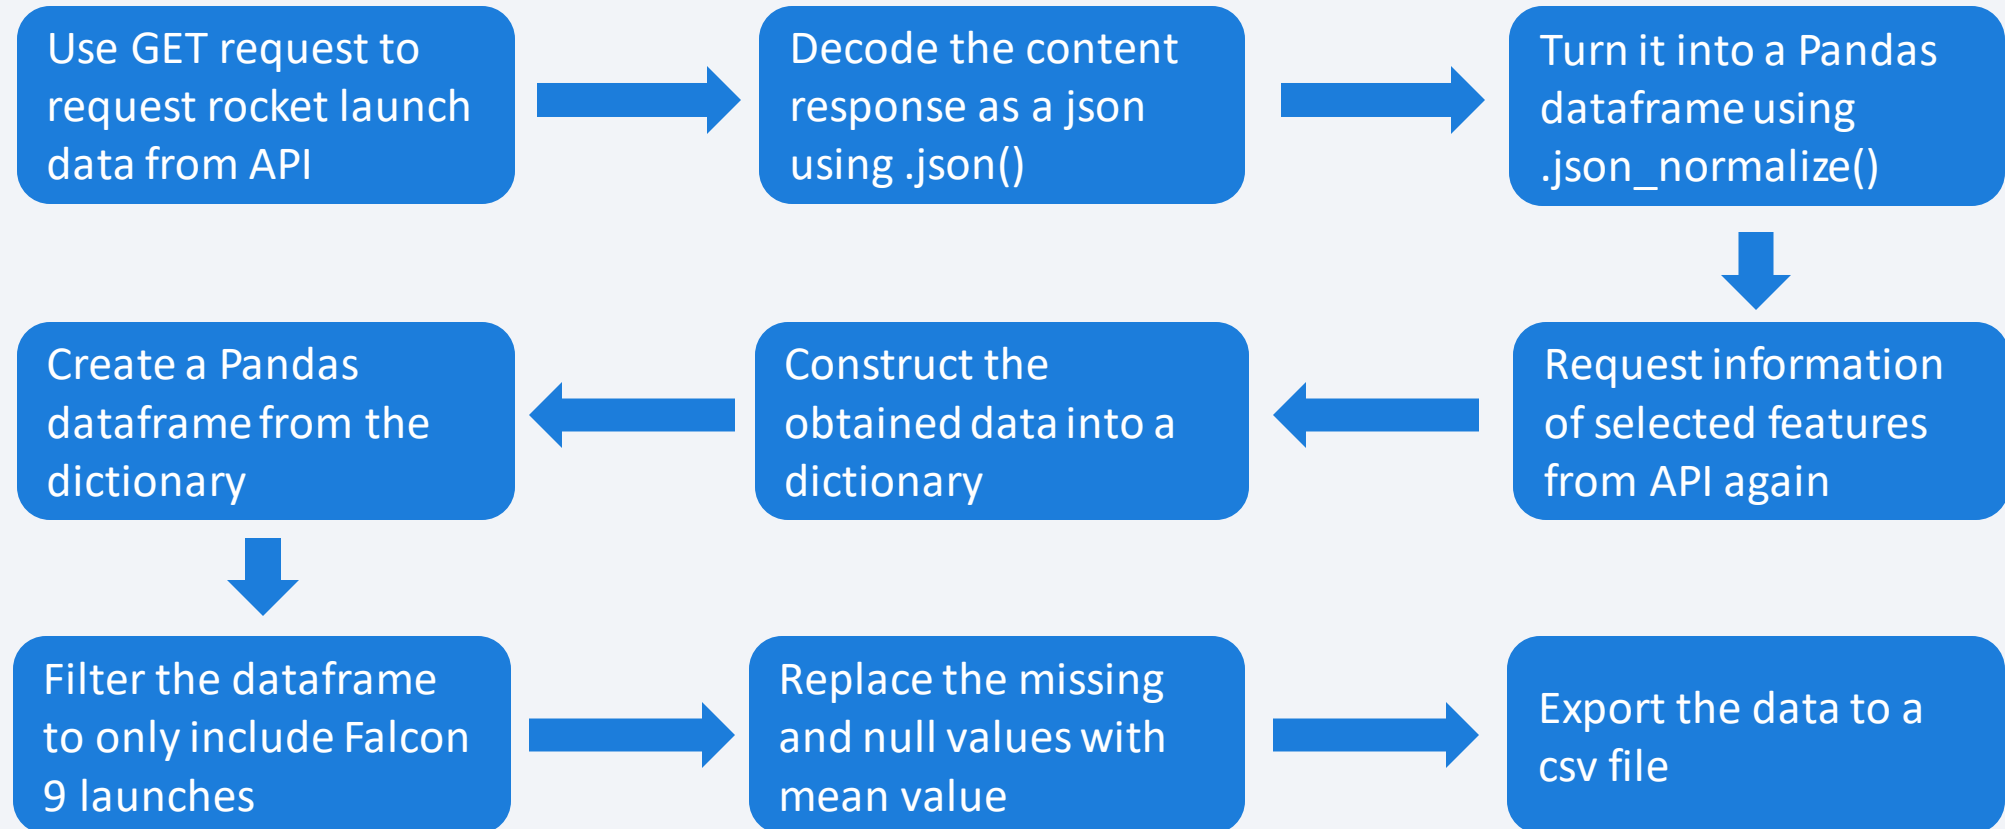 Use GET request to
request rocket launch
data from API
Decode the content
response as a json
using .json()
Turn it into a Pandas
dataframe using
.json_normalize()
Request information
of selected features
from API again
Construct the
obtained data into a
dictionary
Create a Pandas
dataframe from the
dictionary
Filter the dataframe
to only include Falcon
9 launches
Replace the missing
and null values with
mean value
Export the data to a
csv file